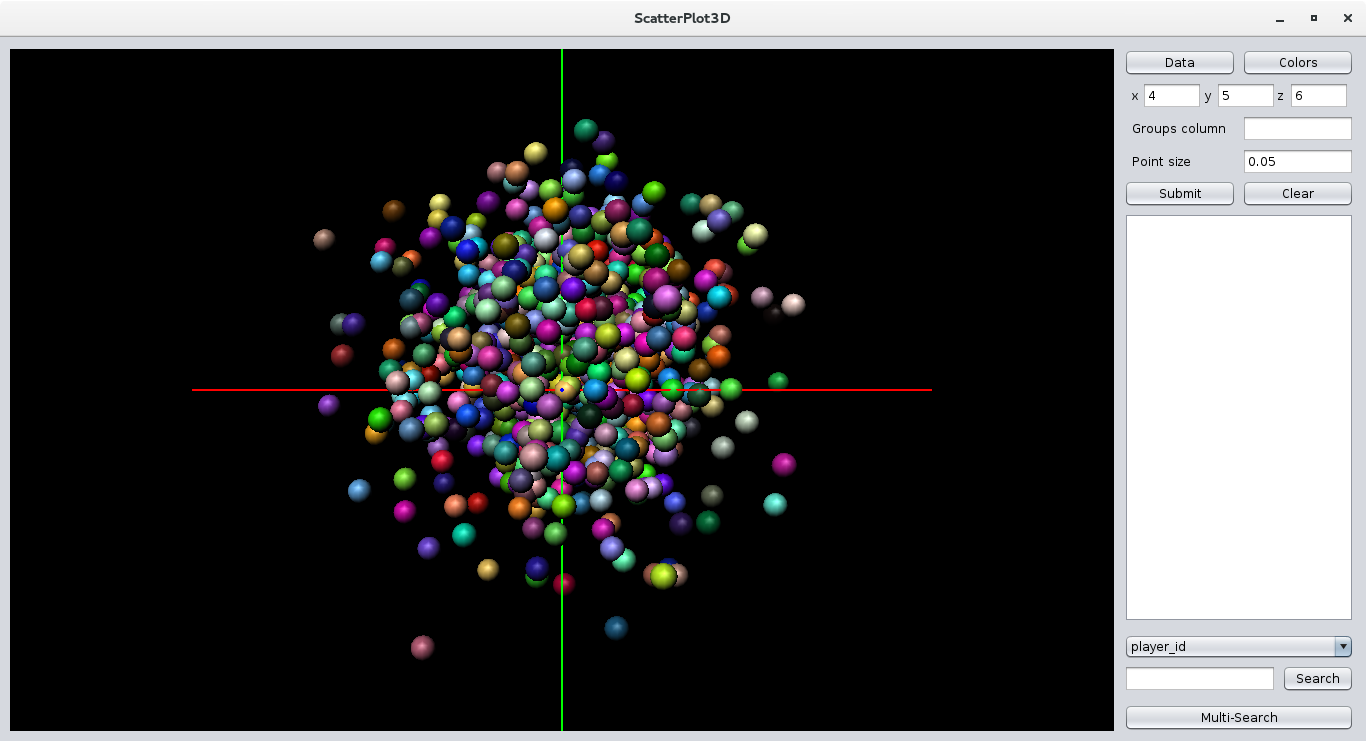 ScatterPlot3D
Data Colors
x 4 y 5 z 6
Groups column
Point size 0.05
Submit Clear
player_id
Search
Multi-Search